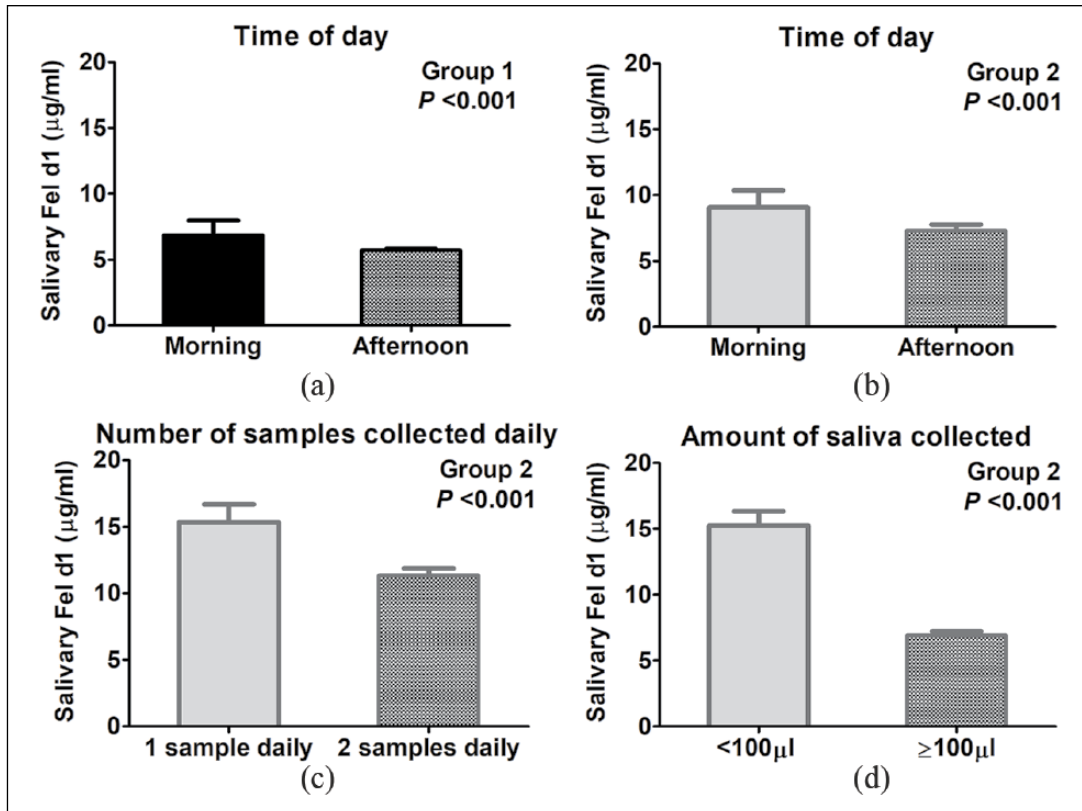 Time of day
Group 1
P <0.001
Salivary Fel d1 (μg/ml)
20
15
10
5
0
Morning Afternoon
(a)
Time of day
Group 2
P <0.001
Salivary Fel d1 (μg/ml)
20
15
10
5
0
Morning Afternoon
(b)
Number of samples collected daily
Group 2
P <0.001
Salivary Fel d1 (μg/ml)
20
15
10
5
0
1 sample daily 2 samples daily
(c)
Amount of saliva collected
Group 2
P <0.001
Salivary Fel d1 (μg/ml)
20
15
10
5
0
<100μl ≥100μl
(d)